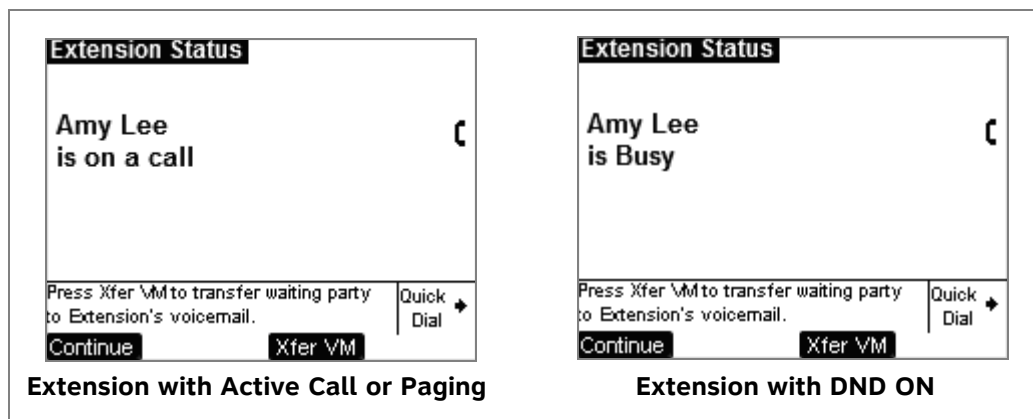 Extension Status
Amy Lee
is on a call
Press Xfer VM to transfer waiting party
to Extension's voicemail.
Quick
Dial
Continue
Xfer VM
Extension with Active Call or Paging
Extension Status
Amy Lee
is Busy
Press Xfer VM to transfer waiting party
to Extension's voicemail.
Quick
Dial
Continue
Xfer VM
Extension with DND ON